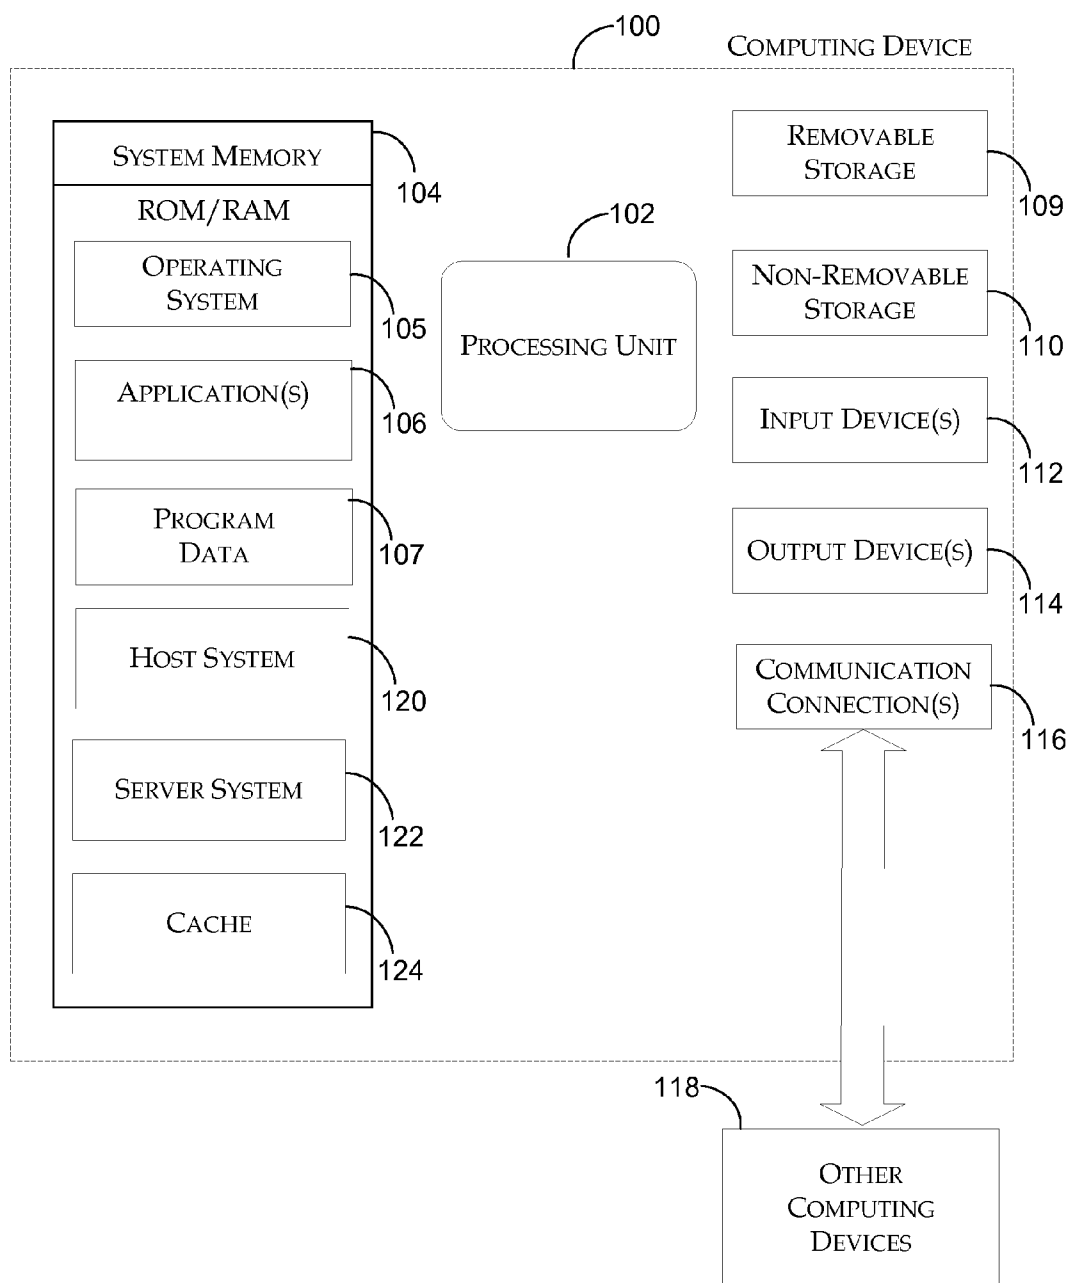 100
COMPUTING DEVICE
SYSTEM MEMORY
104
ROM/RAM
OPERATING
SYSTEM
105
APPLICATION(S)
106
PROGRAM
DATA
107
HOST SYSTEM
120
SERVER SYSTEM
122
CACHE
124
102
PROCESSING UNIT
REMOVABLE
STORAGE
109
NON-REMOVABLE
STORAGE
110
INPUT DEVICE(S)
112
OUTPUT DEVICE(S)
114
COMMUNICATION
CONNECTION(S)
116
118
OTHER
COMPUTING
DEVICES